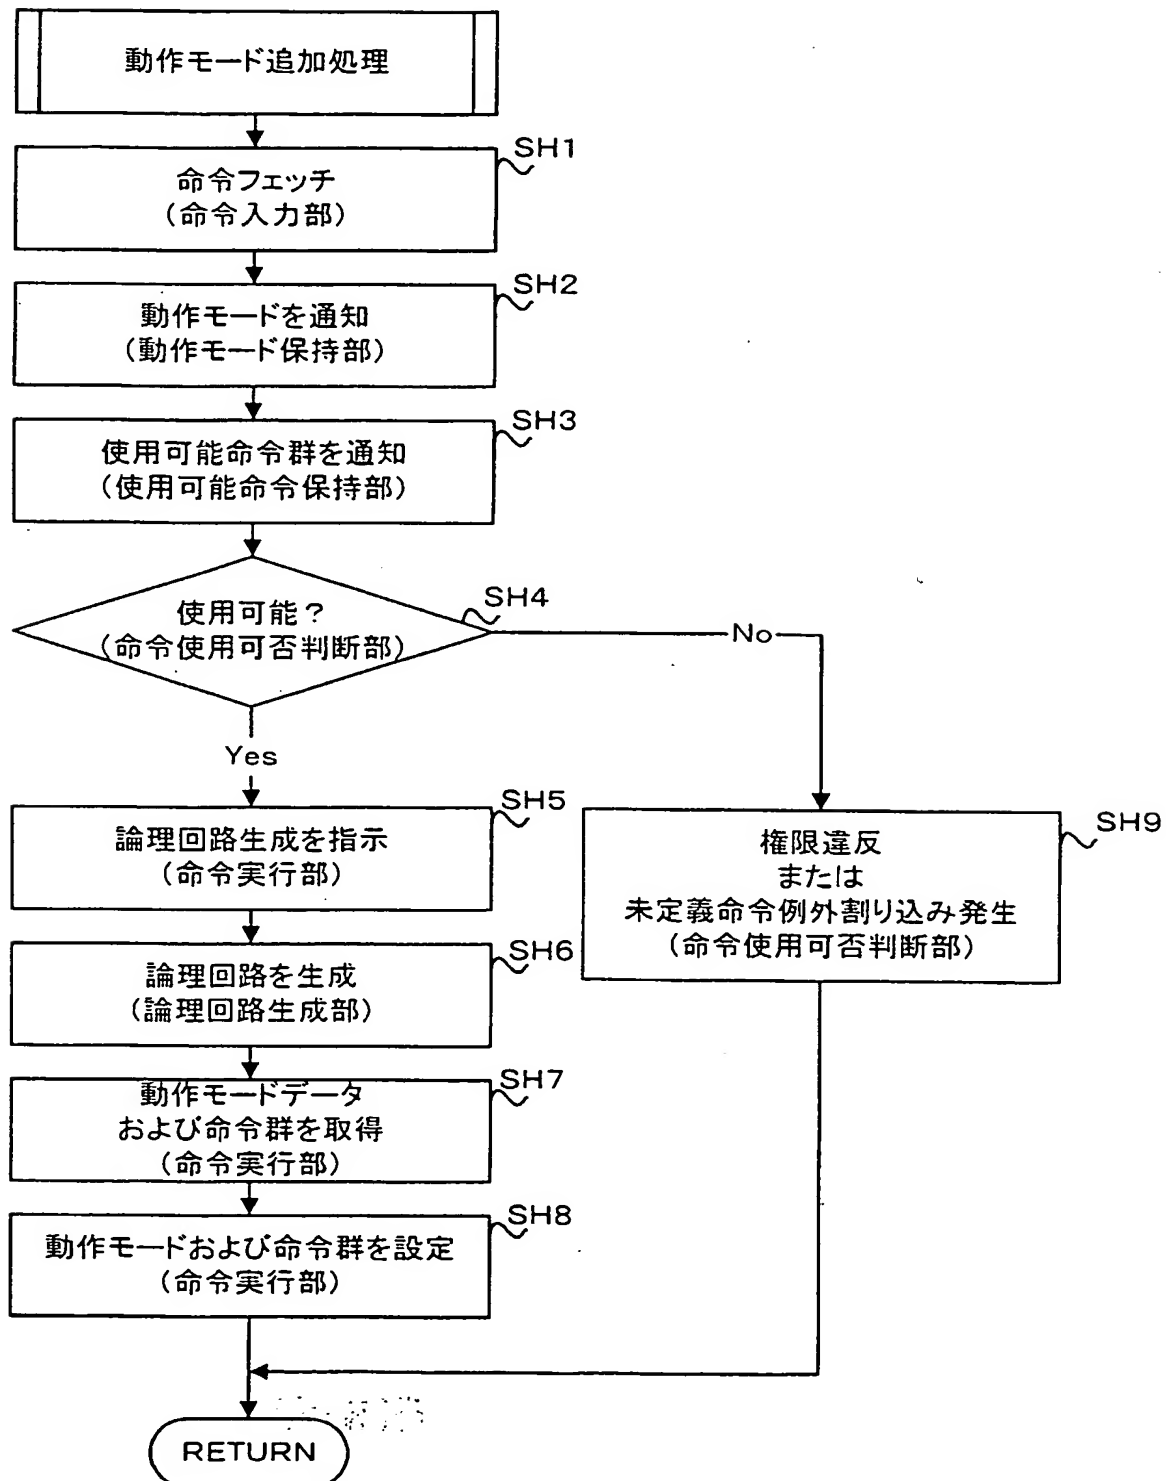 動作モード追加処理
SH1
命令フェッチ
(命令入力部)
SH2
動作モードを通知
(動作モード保持部)
SH3
使用可能命令群を通知
(使用可能命令保持部)
SH4
使用可能?
(命令使用可否判断部)
No
Yes
SH5
論理回路生成を指示
(命令実行部)
SH9
権限違反
または
未定義命令例外割り込み発生
(命令使用可否判断部)
SH6
論理回路を生成
(論理回路生成部)
SH7
動作モードデータ
および命令群を取得
(命令実行部)
SH8
動作モードおよび命令群を設定
(命令実行部)
RETURN